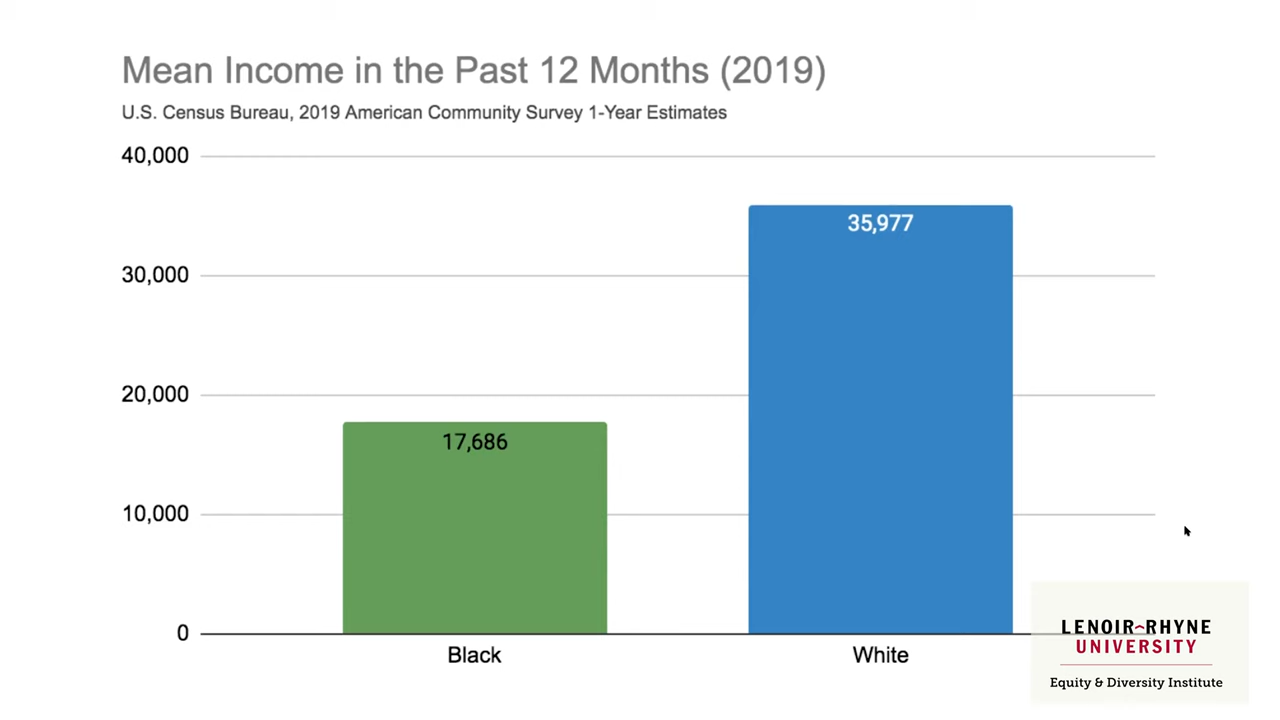 Mean Income in the Past 12 Months (2019)
U.S. Census Bureau, 2019 American Community Survey 1-Year Estimates
40,000
30,000
20,000
10,000
0
17,686
35,977
Black
White
LENOIR-RHYNE
UNIVERSITY
Equity & Diversity Institute